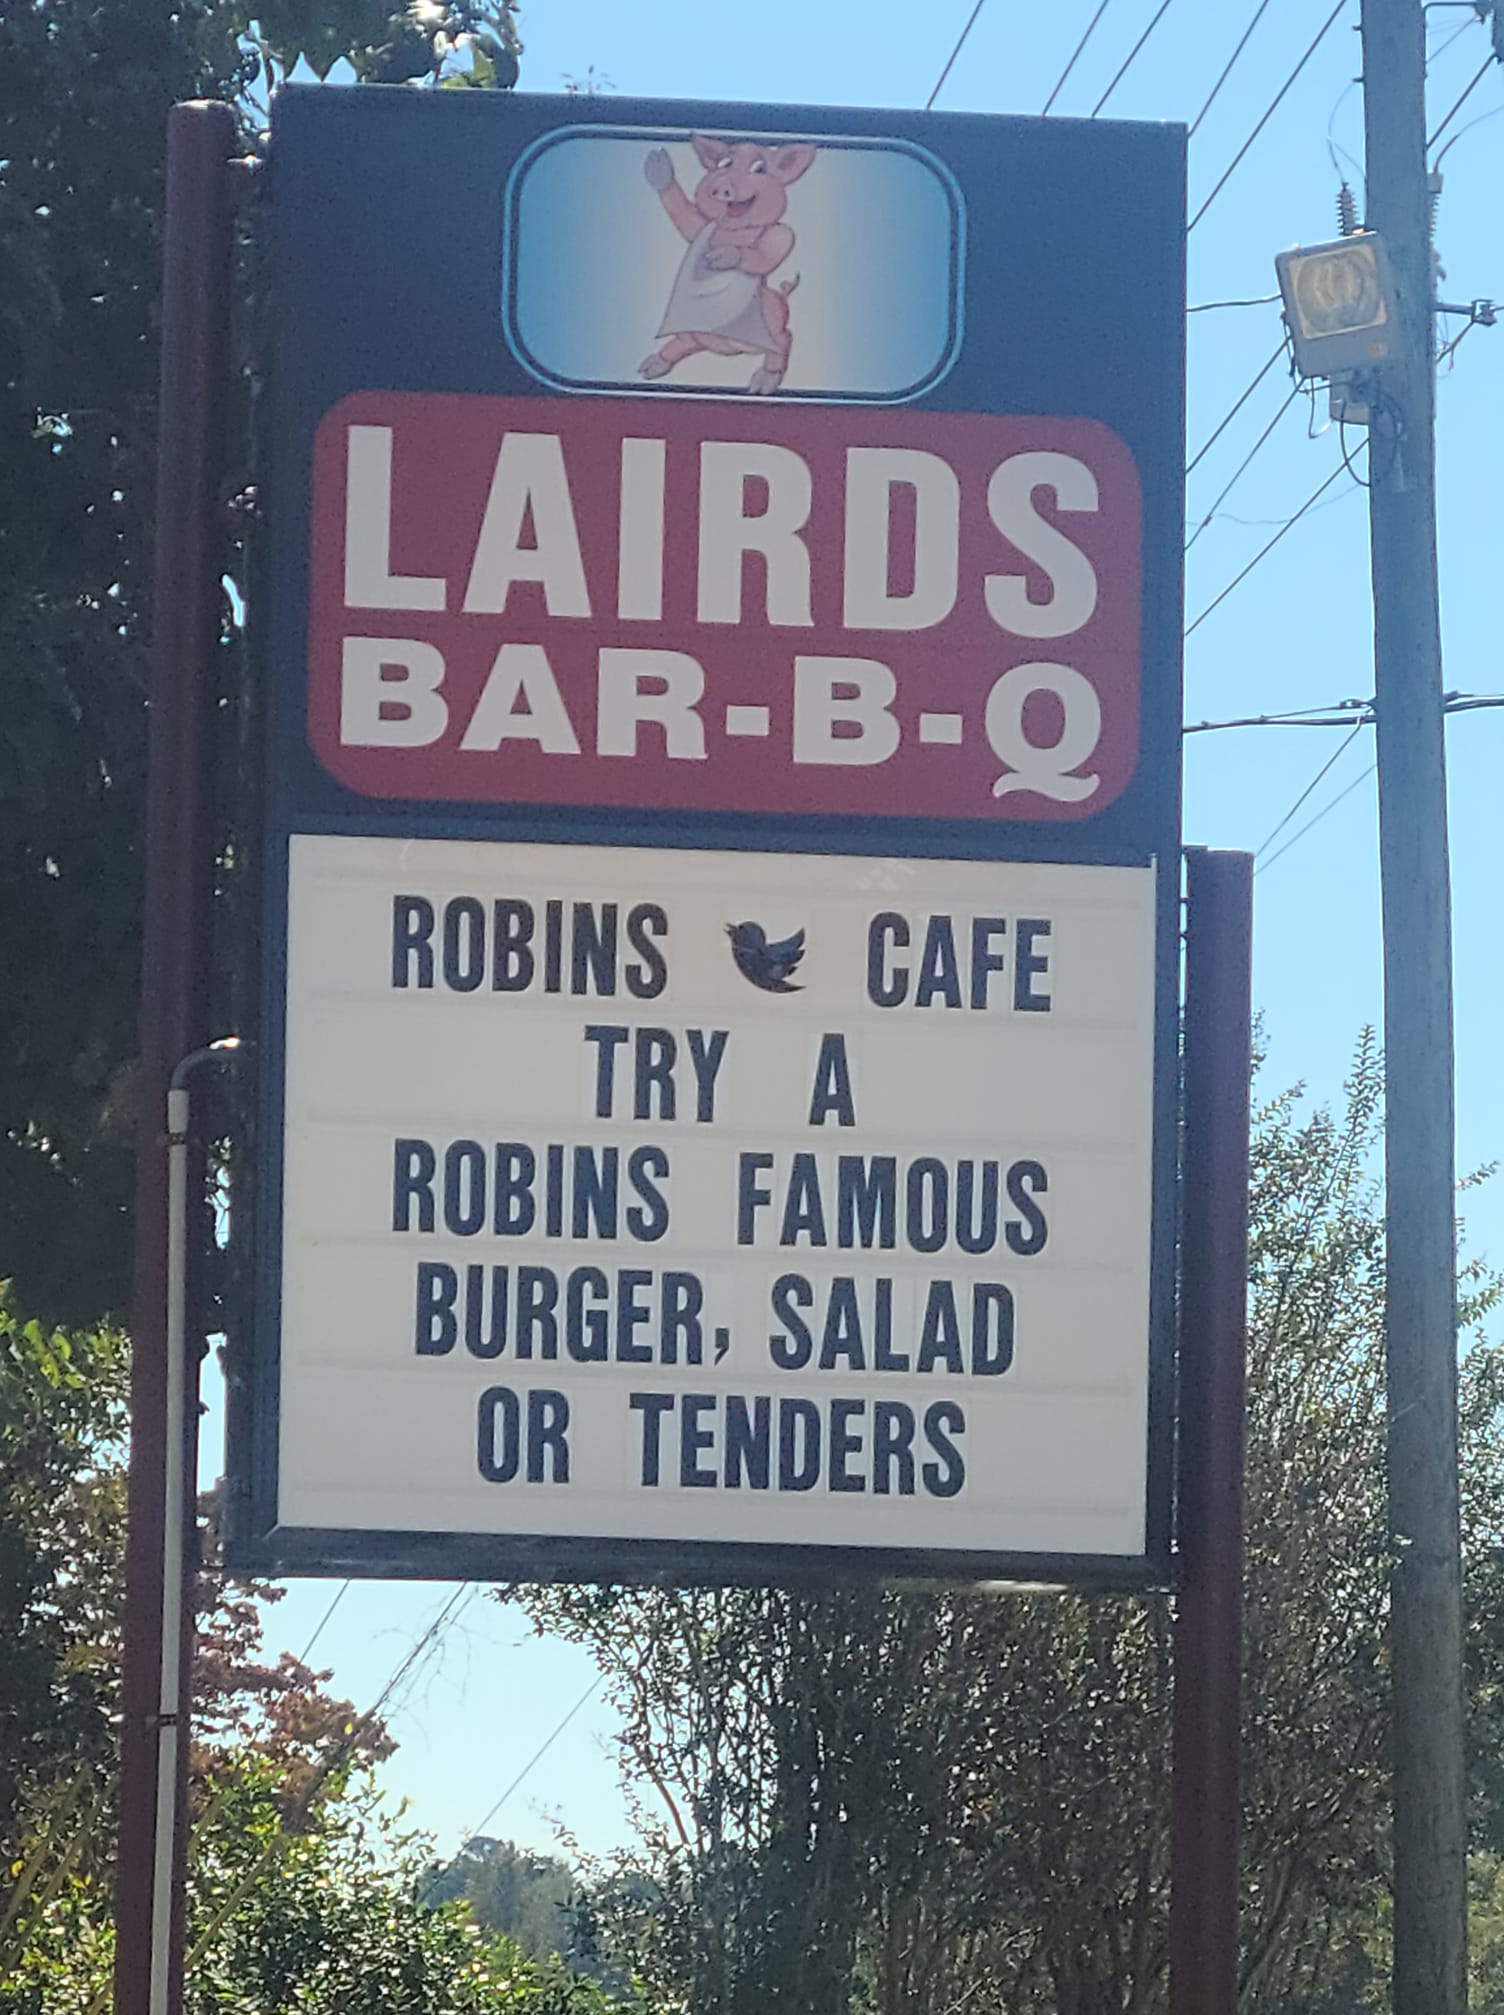 LAIRDS
BAR-B-Q
ROBINS CAFE
TRY A
ROBINS FAMOUS
BURGER, SALAD
OR TENDERS